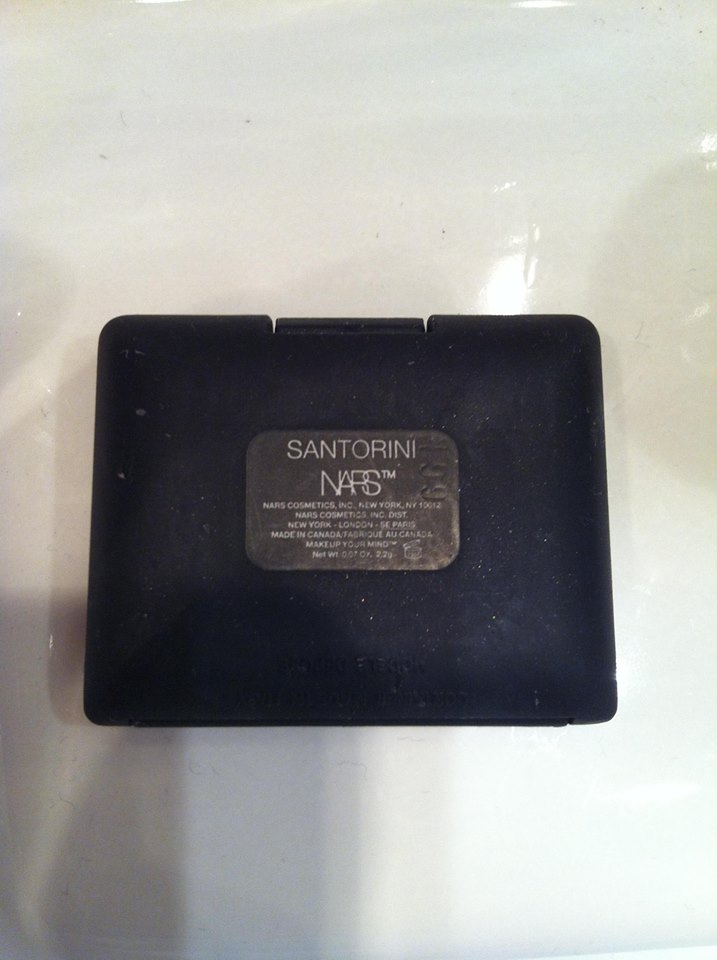 SANTORINI
NARS™
NARS COSMETICS, INC., NEW YORK, NY 10012
NARS COSMETICS, INC. DIST.
NEW YORK - LONDON - SE PARIS
MADE IN CANADA/FABRIQUÉ AU CANADA
MAKEUP YOUR MIND™
Net Wt. 0.07 Oz. 2.2g